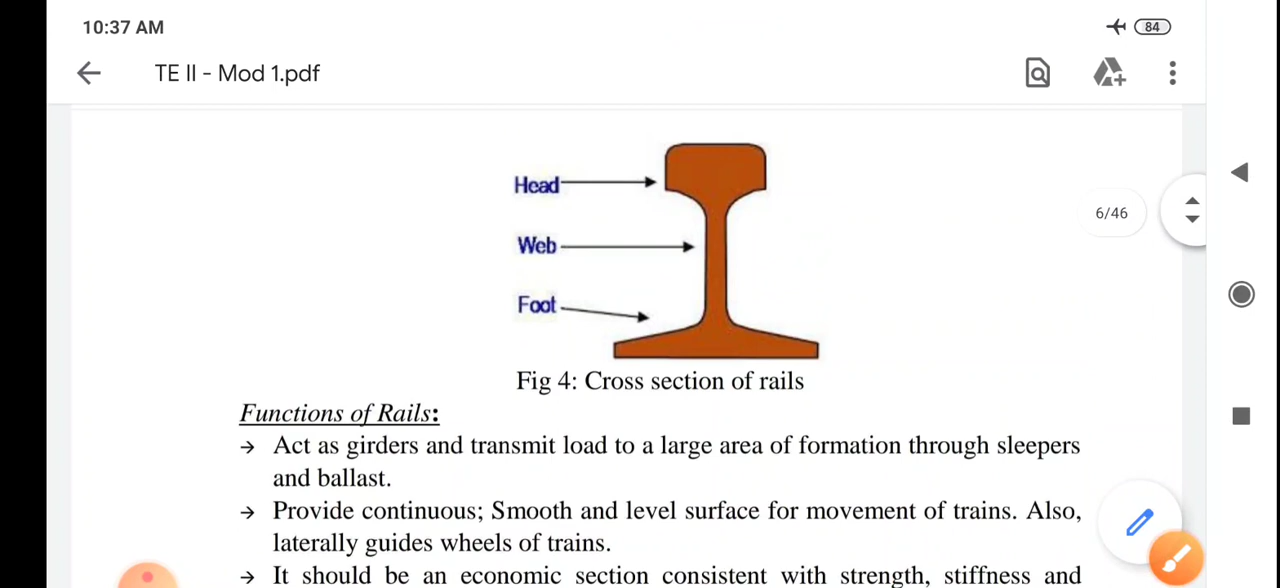 10:37 AM
84
TE II - Mod 1.pdf
Head
6/46
Web
Foot
Fig 4: Cross section of rails
Functions of Rails:
→ Act as girders and transmit load to a large area of formation through sleepers
and ballast.
→ Provide continuous; Smooth and level surface for movement of trains. Also,
laterally guides wheels of trains.
→ It should be an economic section consistent with strength, stiffness and